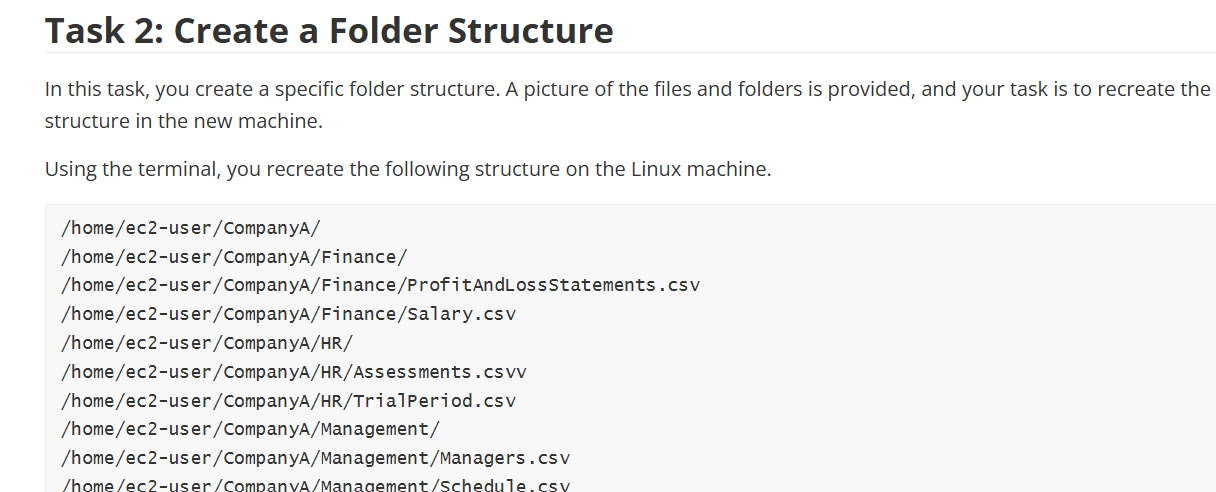 Task 2: Create a Folder Structure
In this task, you create a specific folder structure. A picture of the files and folders is provided, and your task is to recreate the
structure in the new machine.
Using the terminal, you recreate the following structure on the Linux machine.
/home/ec2-user/CompanyA/
/home/ec2-user/CompanyA/Finance/
/home/ec2-user/CompanyA/Finance/ProfitAndLossStatements.csv
/home/ec2-user/CompanyA/Finance/Salary.csv
/home/ec2-user/CompanyA/HR/
/home/ec2-user/CompanyA/HR/Assessments.csvv
/home/ec2-user/CompanyA/HR/TrialPeriod.csv
/home/ec2-user/CompanyA/Management/
/home/ec2-user/CompanyA/Management/Managers.csv
/home/ec2-user/CompanyA/Management/Schedule.csv